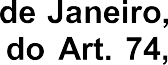 de Janeiro,
do Art. 74,